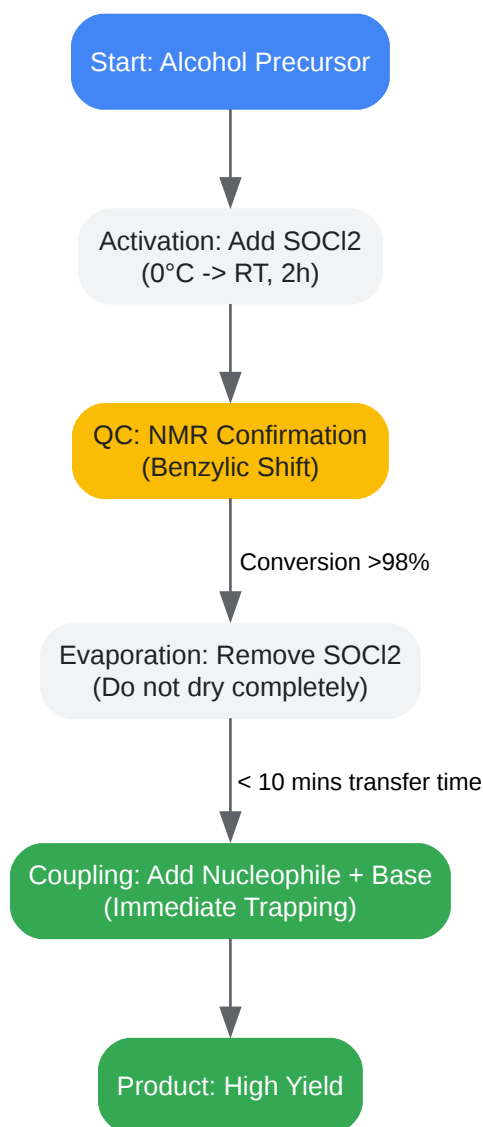 Start: Alcohol Precursor
Activation: Add SOCl2
(0°C -> RT, 2h)
QC: NMR Confirmation
(Benzylic Shift)
Conversion >98%
Evaporation: Remove SOCl2
(Do not dry completely)
< 10 mins transfer time
Coupling: Add Nucleophile + Base
(Immediate Trapping)
Product: High Yield